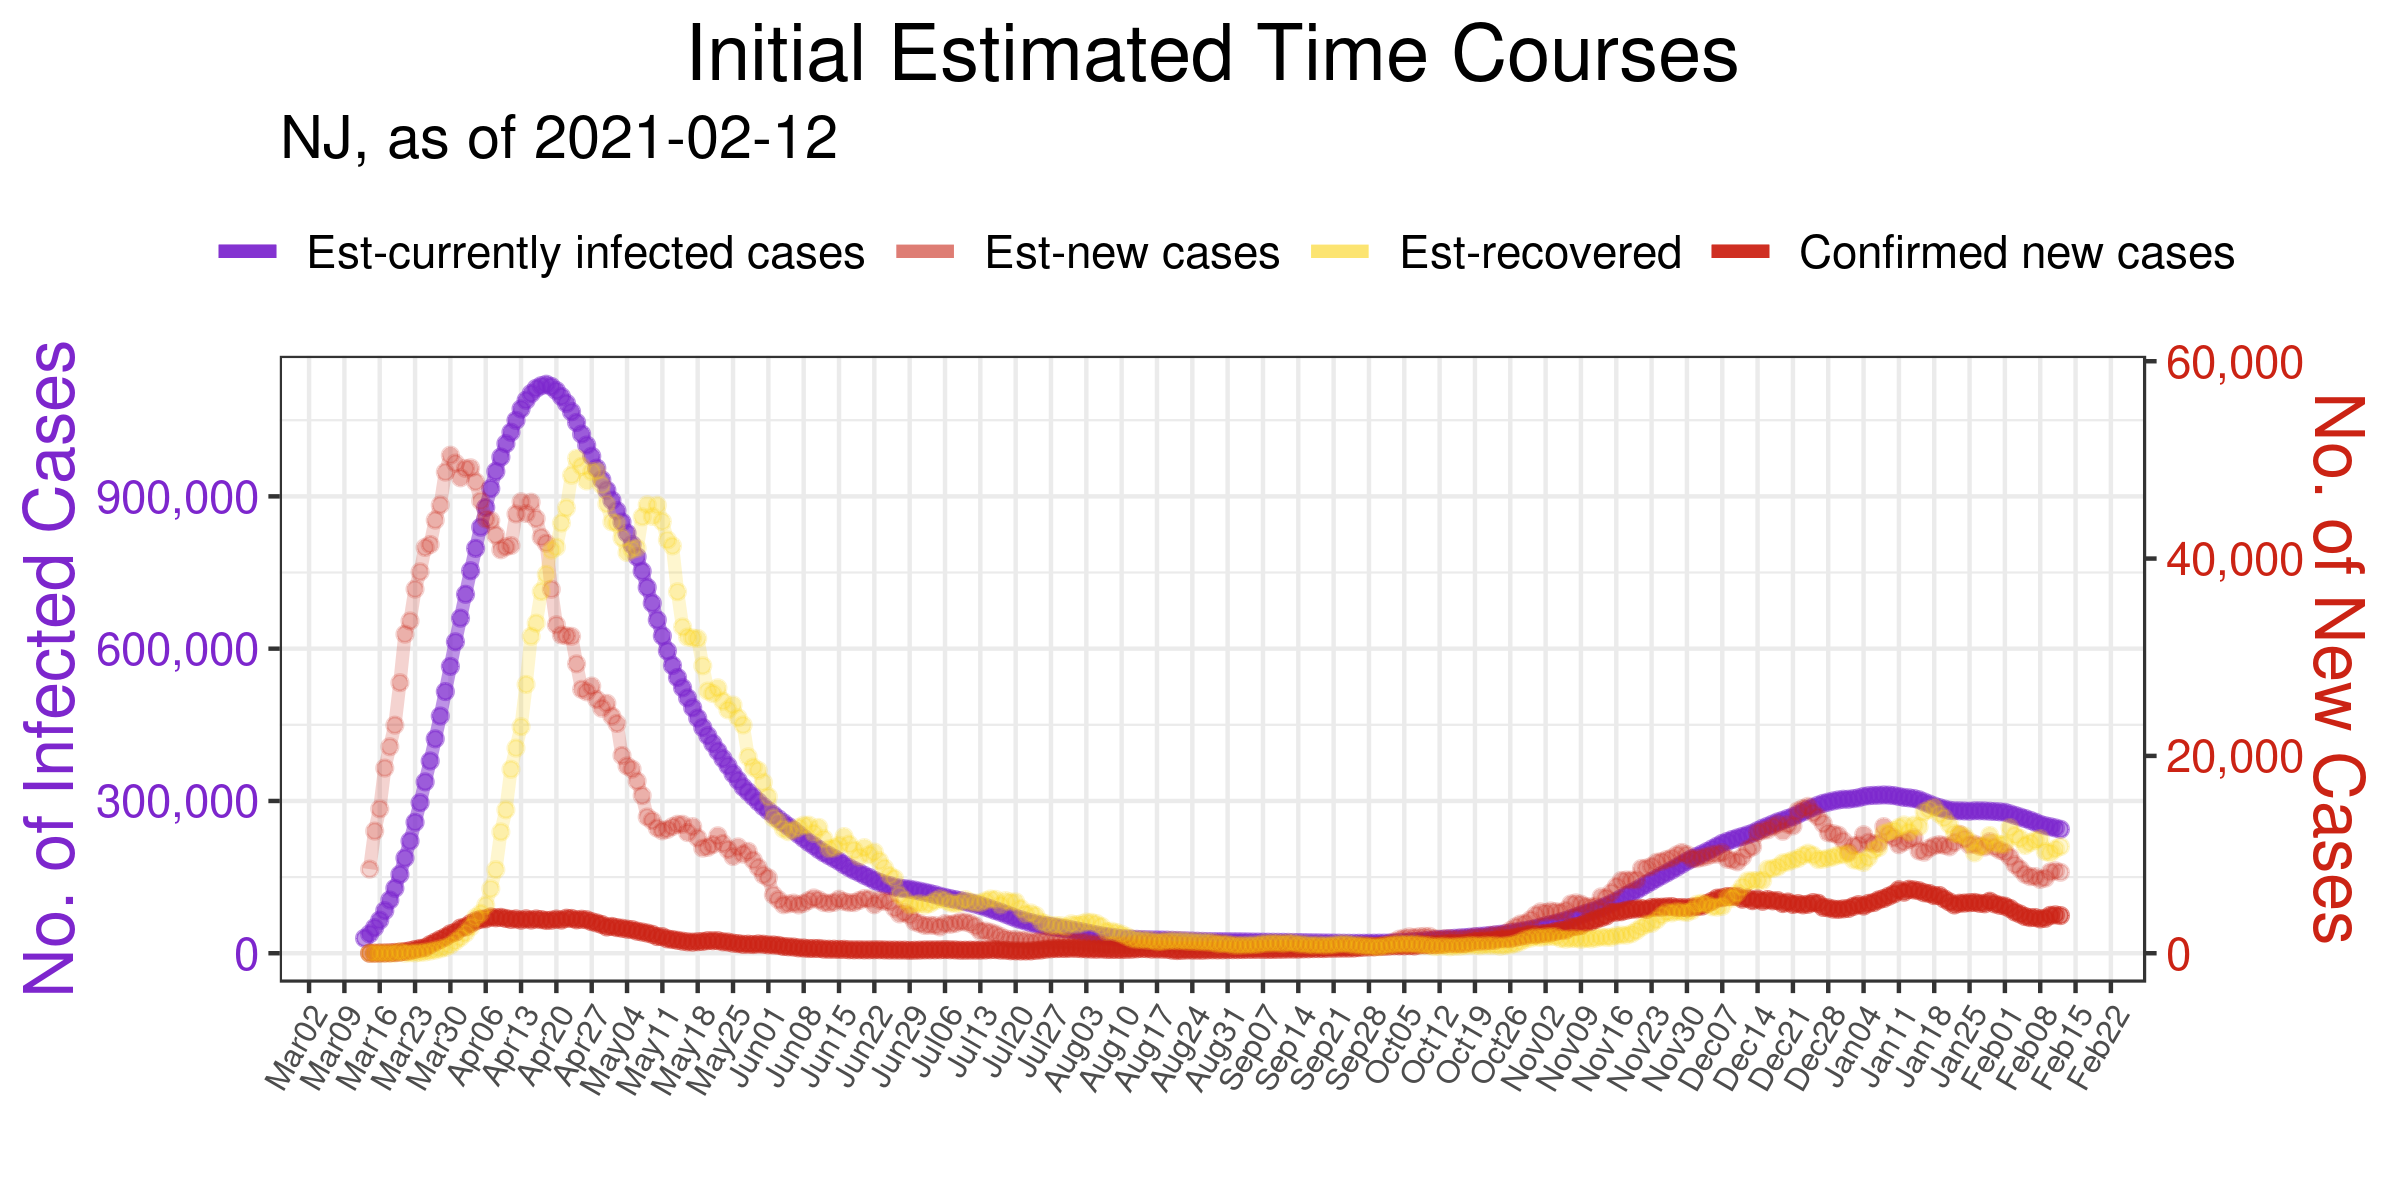 Initial Estimated Time Courses
NJ, as of 2021-02-12
Est-currently infected cases Est-new cases Est-recovered Confirmed new cases
No. of Infected Cases
900,000
600,000
300,000
0
60,000
40,000
20,000
0
No. of New Cases
Mar02 Mar09 Mar16 Mar23 Mar30 Apr06 Apr13 Apr20 Apr27 May04 May11 May18 May25 Jun01 Jun08 Jun15 Jun22 Jun29 Jul06 Jul13 Jul20 Jul27 Aug03 Aug10 Aug17 Aug24 Aug31 Sep07 Sep14 Sep21 Sep28 Oct05 Oct12 Oct19 Oct26 Nov02 Nov09 Nov16 Nov23 Nov30 Dec07 Dec14 Dec21 Dec28 Jan04 Jan11 Jan18 Jan25 Feb01 Feb08 Feb15 Feb22